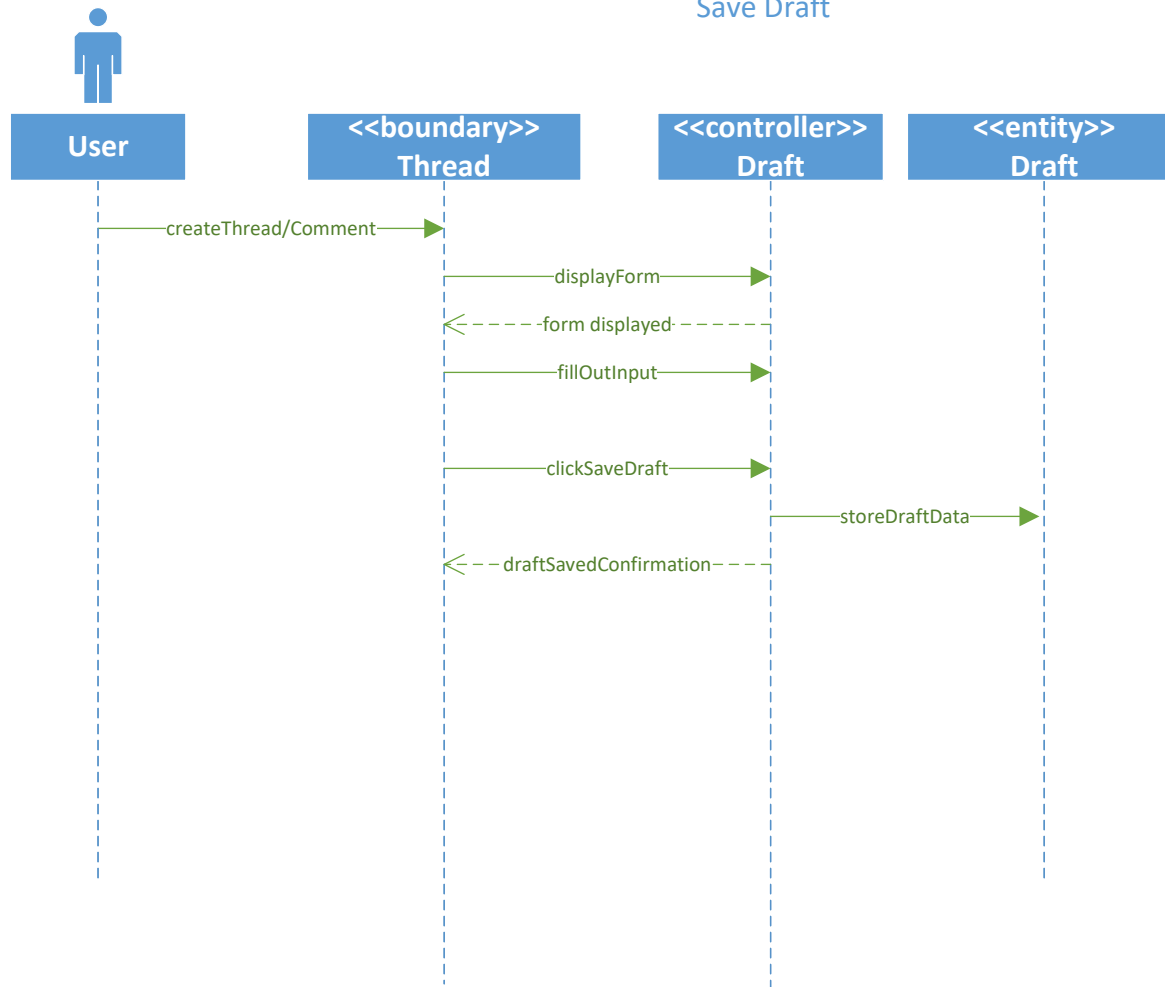 Save Draft
User
<<boundary>>
Thread
<<controller>>
Draft
<<entity>>
Draft
createThread/Comment
displayForm
form displayed
fillOutInput
clickSaveDraft
storeDraftData
draftSavedConfirmation